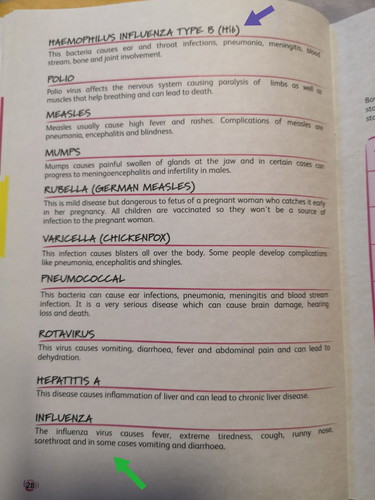 HAEMOPHILUS INFLUENZA TYPE B (Hib)
This bacteria causes ear and throat infections, pneumonia, meningitis, blood
stream, bone and joint involvement.
POLIO
Polio virus affects the nervous system causing paralysis of limbs as well as
muscles that help breathing and can lead to death.
MEASLES
Measles usually cause high fever and rashes. Complications of measles are
pneumonia, encephalitis and blindness.
MUMPS
Mumps causes painful swollen of glands at the jaw and in certain cases can
progress to meningoencephalitis and infertility in males.
RUBELLA (GERMAN MEASLES)
This is mild disease but dangerous to fetus of a pregnant woman who catches it early
in her pregnancy. All children are vaccinated so they won't be a source of
infection to the pregnant woman.
VARICELLA (CHICKENPOX)
This infection causes blisters all over the body. Some people develop complications
like pneumonia, encephalitis and shingles.
PNEUMOCOCCAL
This bacteria can cause ear infections, pneumonia, meningitis and blood stream
infection. It is a very serious disease which can cause brain damage, hearing
loss and death.
ROTAVIRUS
This virus causes vomiting, diarrhoea, fever and abdominal pain and can lead to
dehydration.
HEPATITIS A
This disease causes inflammation of liver and can lead to chronic liver disease.
INFLUENZA
The influenza virus causes fever, extreme tiredness, cough, runny nose,
sorethroat and in some cases vomiting and diarrhoea.
28